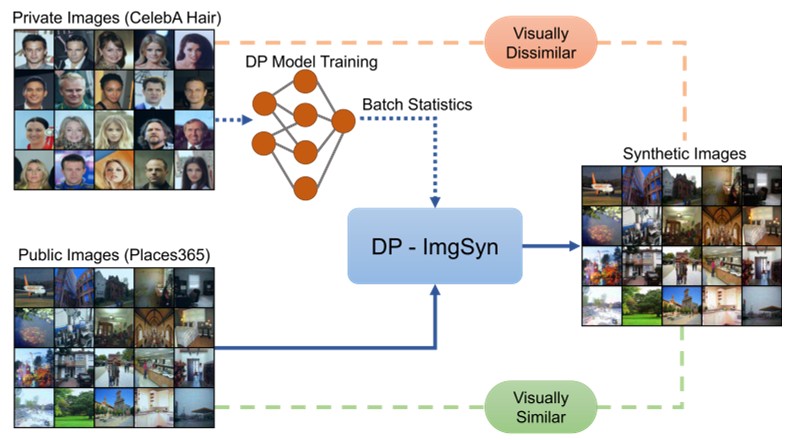 Private Images (CelebA Hair)
Visually
Dissimilar
DP Model Training
Batch Statistics
Synthetic Images
DP - ImgSyn
Public Images (Places365)
Visually
Similar